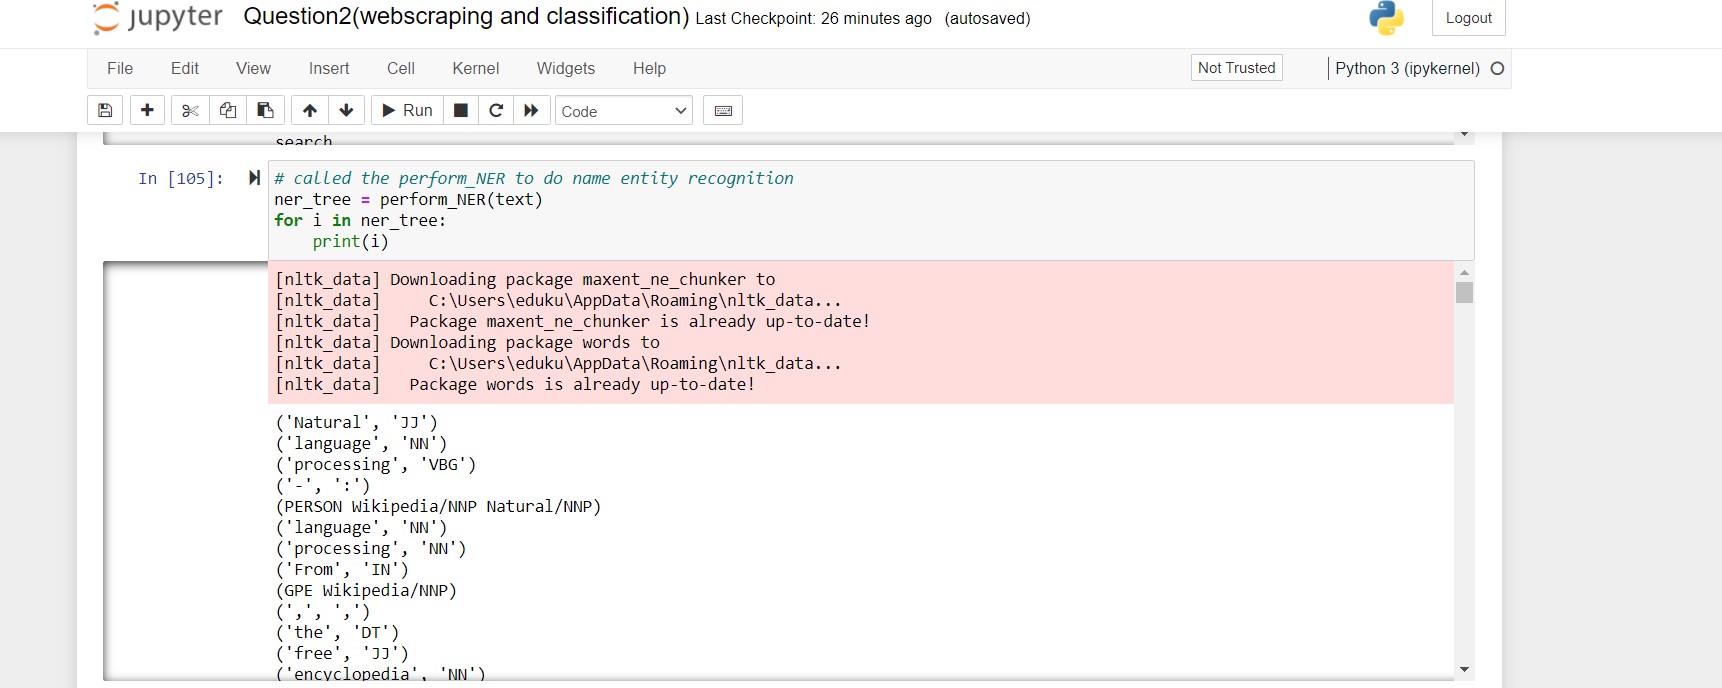 jupyter Question2(webscraping and classification) Last Checkpoint: 26 minutes ago (autosaved)
Logout
File Edit View Insert Cell Kernel Widgets Help
Not Trusted
Python 3 (ipykernel)
Run
Code
search
In [105]:
# called the perform_NER to do name entity recognition
ner_tree = perform_NER(text)
for i in ner_tree:
    print(i)
[nltk_data] Downloading package maxent_ne_chunker to
[nltk_data]     C:\Users\eduku\AppData\Roaming\nltk_data...
[nltk_data]   Package maxent_ne_chunker is already up-to-date!
[nltk_data] Downloading package words to
[nltk_data]     C:\Users\eduku\AppData\Roaming\nltk_data...
[nltk_data]   Package words is already up-to-date!
('Natural', 'JJ')
('language', 'NN')
('processing', 'VBG')
('-', ':')
(PERSON Wikipedia/NNP Natural/NNP)
('language', 'NN')
('processing', 'NN')
('From', 'IN')
(GPE Wikipedia/NNP)
(',', ',')
('the', 'DT')
('free', 'JJ')
('encyclopedia', 'NN')